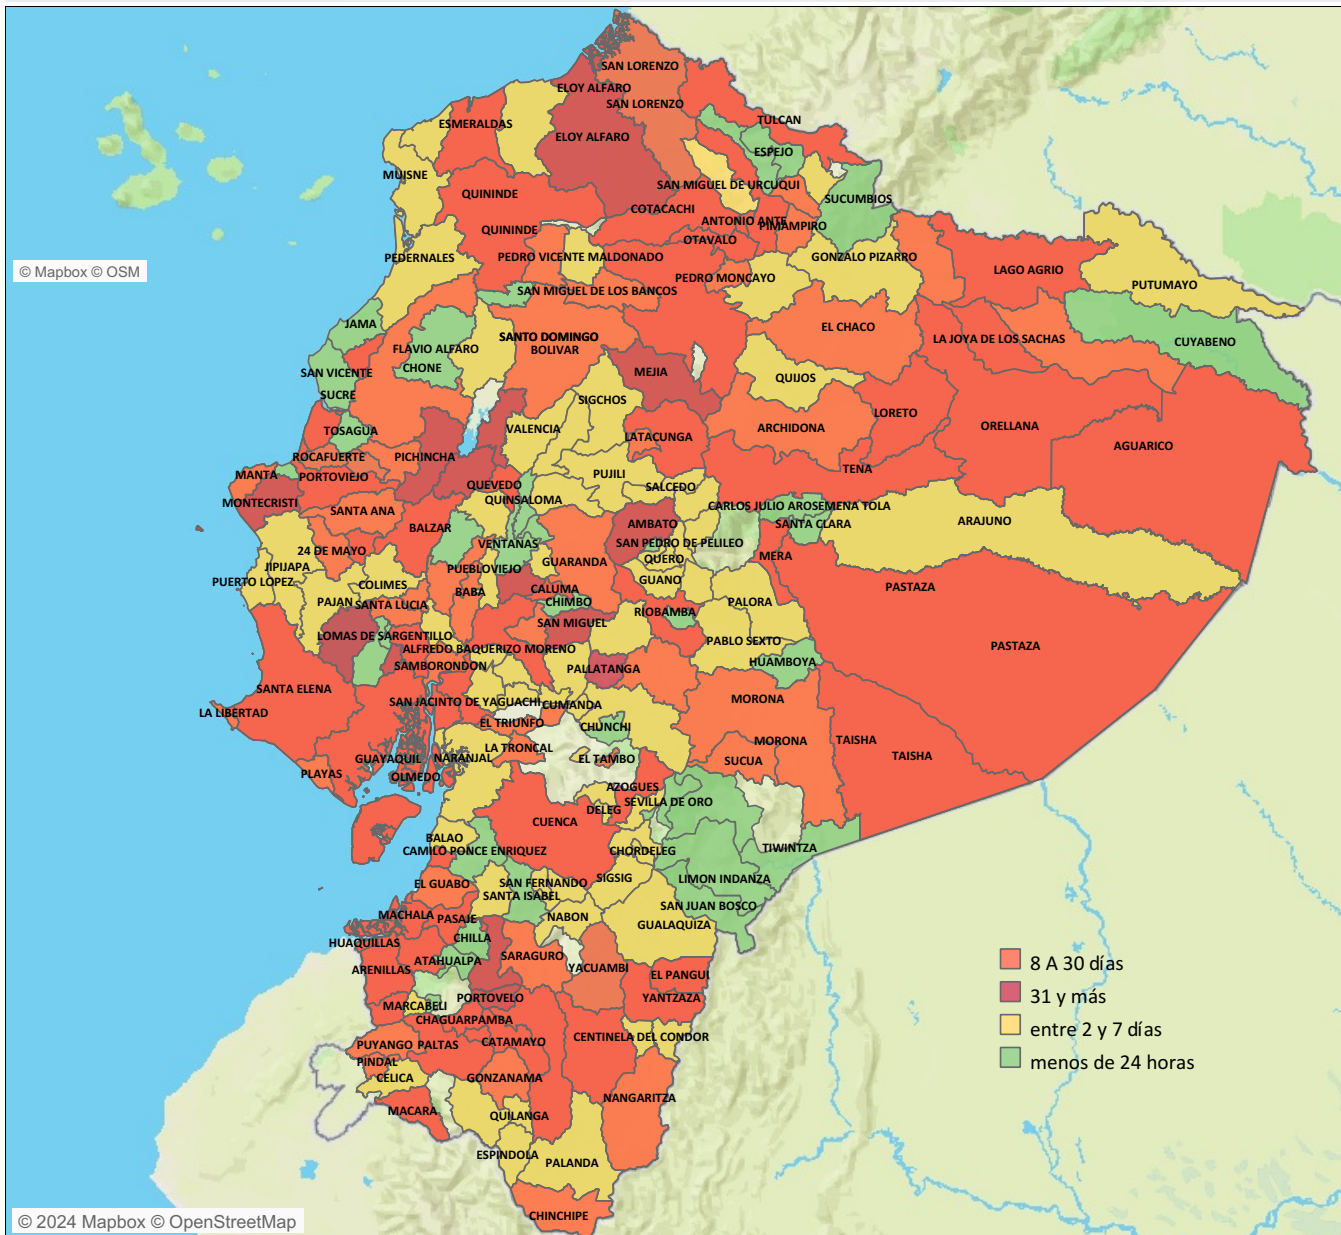 SAN LORENZO
ELOY ALFARO
SAN LORENZO
ESMERALDAS
TULCAN
ELOY ALFARO
ESPEJO
MUISNE
SAN MIGUEL DE URCUQUI
QUININDE
SUCUMBIOS
COTACACHI
ANTONIO ANTE
PIMAMPIRO
QUININDE
OTAVALO
PEDERNALES
PEDRO VICENTE MALDONADO
GONZALO PIZARRO
© Mapbox © OSM
LAGO AGRIO
PEDRO MONCAYO
PUTUMAYO
SAN MIGUEL DE LOS BANCOS
JAMA
EL CHACO
SANTO DOMINGO
LA JOYA DE LOS SACHAS
CUYABENO
FLAVIO ALFARO
BOLIVAR
CHONE
SAN VICENTE
MEJIA
QUIJOS
SUCRE
SIGCHOS
LORETO
TOSAGUA
VALENCIA
LATACUNGA
ARCHIDONA
ORELLANA
AGUARICO
ROCAFUERTE
PICHINCHA
MANTA
PORTOVIEJO
PUJILI
TENA
QUEVEDO
SALCEDO
MONTECRISTI
QUINSALOMA
CARLOS JULIO AROSEMENA TOLA
SANTA ANA
AMBATO
SANTA CLARA
ARAJUNO
BALZAR
VENTANAS
SAN PEDRO DE PELILEO
24 DE MAYO
MERA
JIPIJAPA
PUEBLOVIEJO
GUARANDA
QUERO
PUERTO LOPEZ
COLIMES
GUANO
PASTAZA
BABA
CALUMA
PAJAN
SANTA LUCIA
CHIMBO
PALORA
RIOBAMBA
SAN MIGUEL
LOMAS DE SARGENTILLO
PABLO SEXTO
PASTAZA
ALFREDO BAQUERIZO MORENO
SAMBORONDON
PALLATANGA
HUAMBOYA
SANTA ELENA
SAN JACINTO DE YAGUACHI
CUMANDA
MORONA
LA LIBERTAD
EL TRIUNFO
CHUNCHI
LA TRONCAL
MORONA
TAISHA
GUAYAQUIL
NARANJAL
EL TAMBO
SUCUA
TAISHA
PLAYAS
OLMEDO
AZOGUES
SEVILLA DE ORO
DELEG
CUENCA
BALAO
CAMILO PONCE ENRIQUEZ
CHORDELEG
TIWINTZA
EL GUABO
SAN FERNANDO
SIGSIG
LIMON INDANZA
SANTA ISABEL
SAN JUAN BOSCO
MACHALA
PASAJE
NABON
GUALAQUIZA
HUAQUILLAS
CHILLA
ATAHUALPA
SARAGURO
ARENILLAS
YACUAMBI
EL PANGUI
8 A 30 días
PORTOVELO
YANTZAZA
31 y más
MARCABELI
CHAGUARPAMBA
CENTINELA DEL CONDOR
entre 2 y 7 días
PUYANGO
PALTAS
CATAMAYO
PINDAL
menos de 24 horas
CELICA
GONZANAMA
NANGARITZA
MACARA
QUILANGA
ESPINDOLA
PALANDA
CHINCHIPE
© 2024 Mapbox © OpenStreetMap